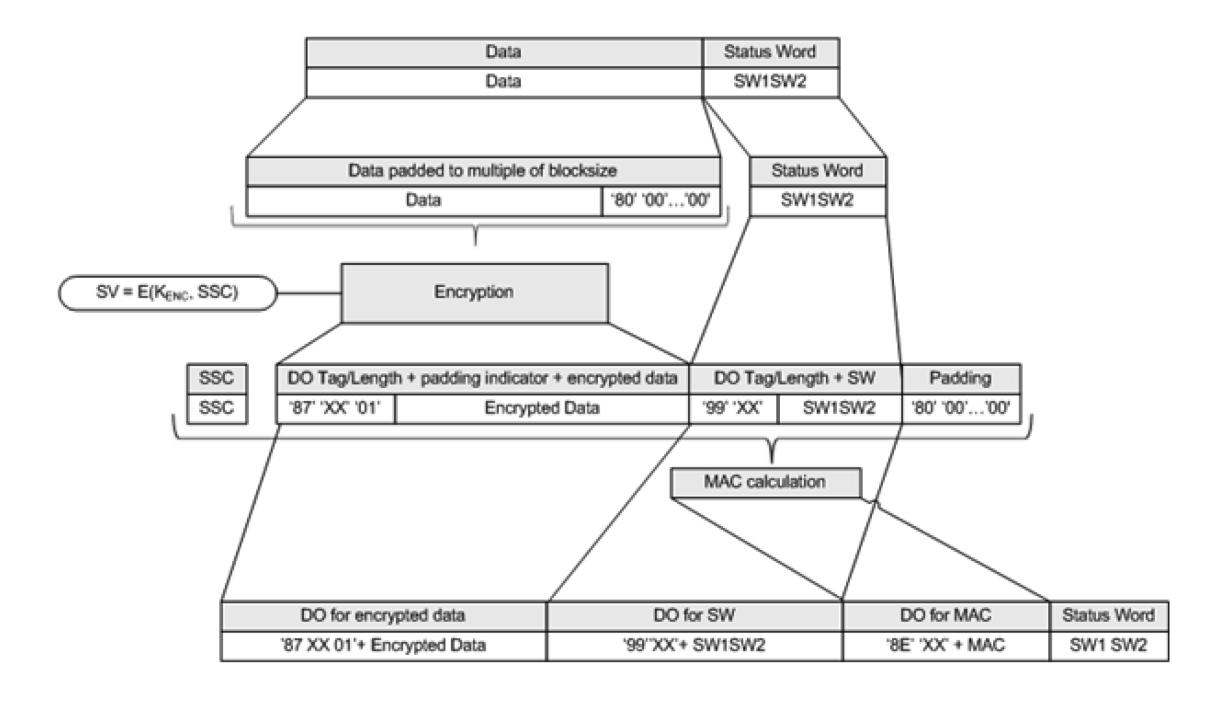 Data Status Word
Data SW1SW2
Data padded to multiple of blocksize Status Word
Data '80' '00'...'00' SW1SW2
SV = E(KENC, SSC) Encryption
SSC DO Tag/Length + padding indicator + encrypted data DO Tag/Length + SW Padding
SSC '87' 'XX' '01' Encrypted Data '99' 'XX' SW1SW2 '80' '00'...'00'
MAC calculation
DO for encrypted data DO for SW DO for MAC Status Word
'87 XX 01'+ Encrypted Data '99''XX'+ SW1SW2 '8E' 'XX' + MAC SW1 SW2